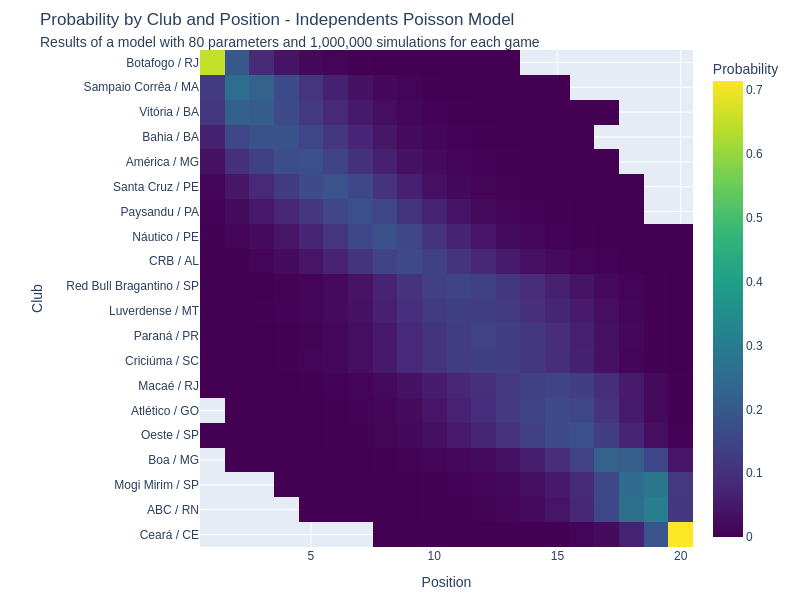 Probability by Club and Position - Independents Poisson Model
Results of a model with 80 parameters and 1,000,000 simulations for each game
Probability
Club
Botafogo / RJ
Sampaio Corrêa / MA
Vitória / BA
Bahia / BA
América / MG
Santa Cruz / PE
Paysandu / PA
Náutico / PE
CRB / AL
Red Bull Bragantino / SP
Luverdense / MT
Paraná / PR
Criciúma / SC
Macaé / RJ
Atlético / GO
Oeste / SP
Boa / MG
Mogi Mirim / SP
ABC / RN
Ceará / CE
5
10
15
20
Position
0.7
0.6
0.5
0.4
0.3
0.2
0.1
0